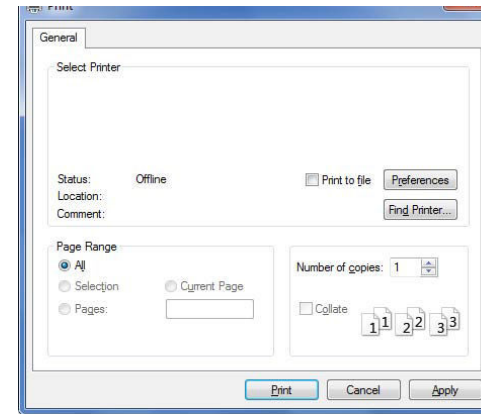 Print
General
Select Printer
Status: Offline
Print to file
Preferences
Location:
Comment:
Find Printer...
Page Range
All
Selection
Current Page
Pages:
Number of copies: 1
Collate
1 1 2 2 3 3
Print
Cancel
Apply